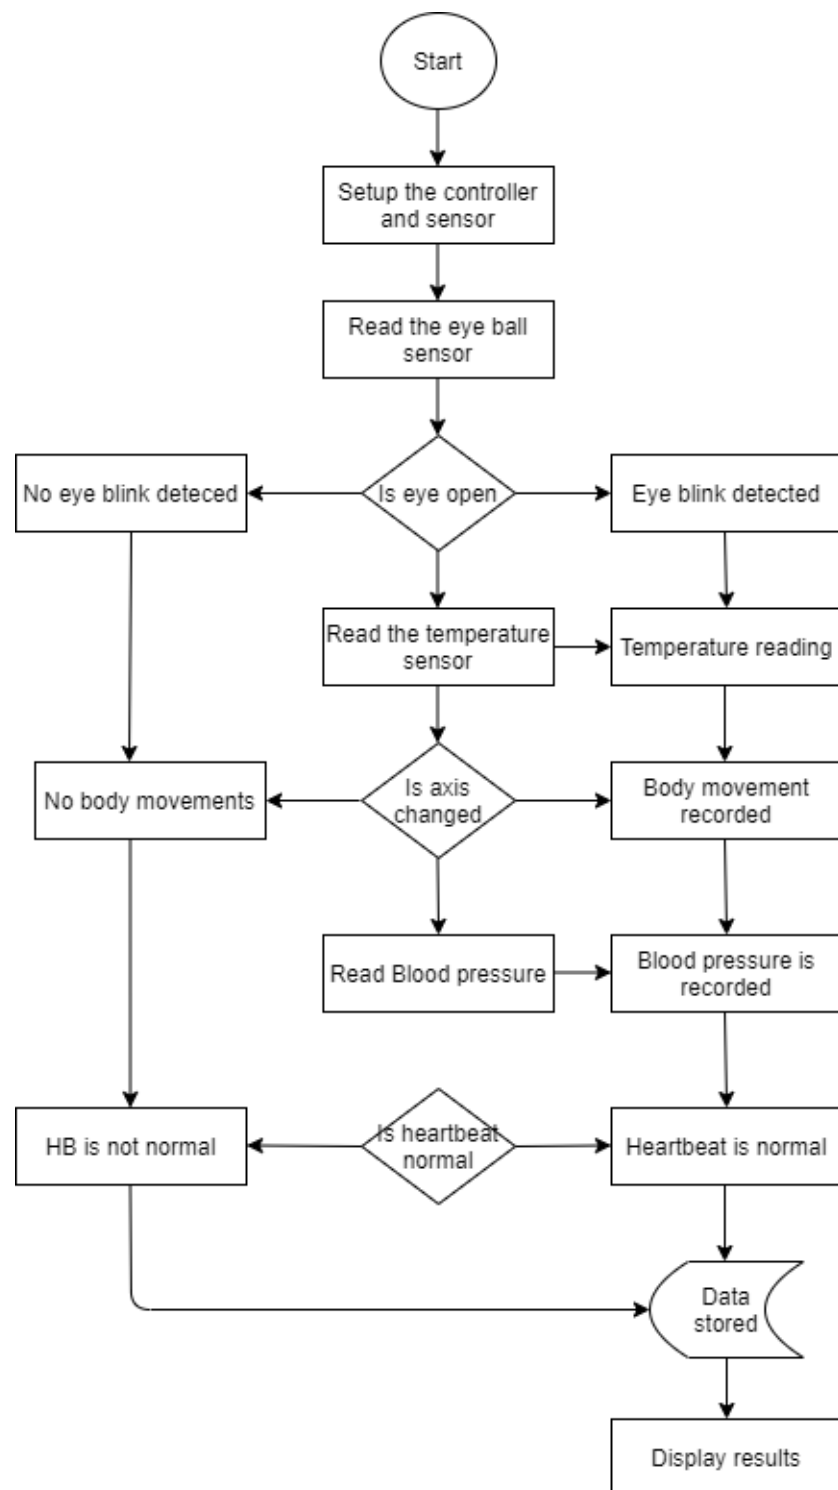 Start
Setup the controller
and sensor
Read the eye ball
sensor
No eye blink deteced
Is eye open
Eye blink detected
Read the temperature
sensor
Temperature reading
No body movements
Is axis
changed
Body movement
recorded
Read Blood pressure
Blood pressure is
recorded
HB is not normal
Is heartbeat
normal
Heartbeat is normal
Data
stored
Display results